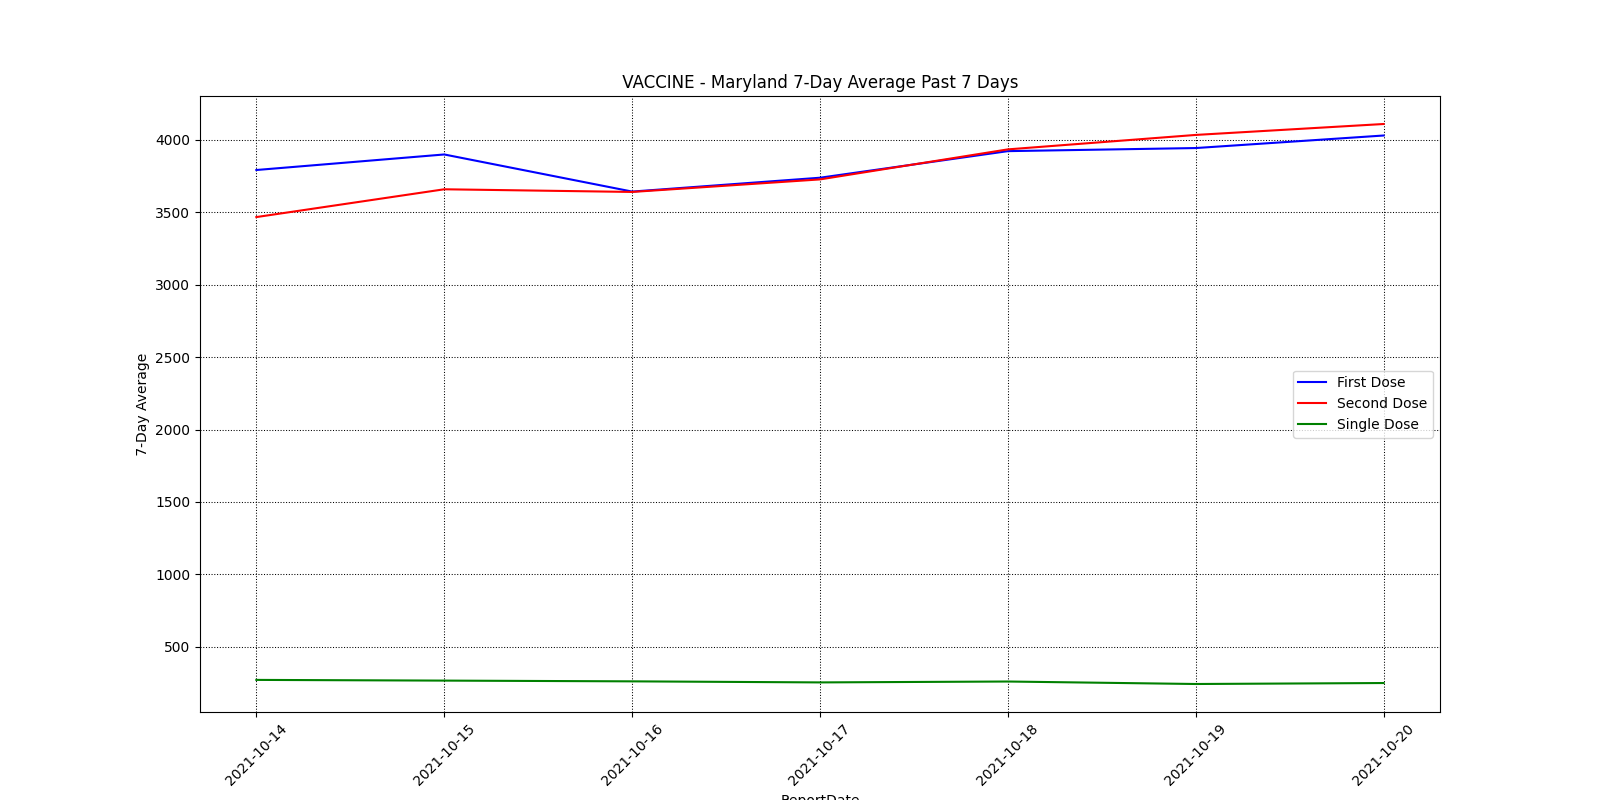 VACCINE - Maryland 7-Day Average Past 7 Days
4000
3500
3000
2500
2000
1500
1000
500
7-Day Average
First Dose
Second Dose
Single Dose
2021-10-14
2021-10-15
2021-10-16
2021-10-17
2021-10-18
2021-10-19
2021-10-20
ReportDate